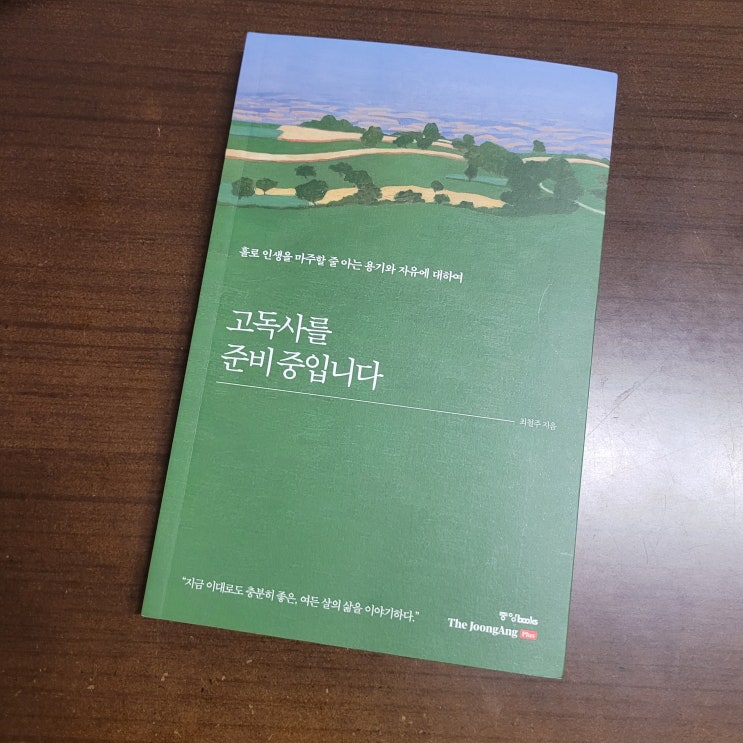 홀로 인생을 마주할 줄 아는 용기와 자유에 대하여
고독사를
준비 중입니다
최철주 지음
“지금 이대로도 충분히 좋은, 여든 살의 삶을 이야기하다.”
중앙books
The JoongAng Plus